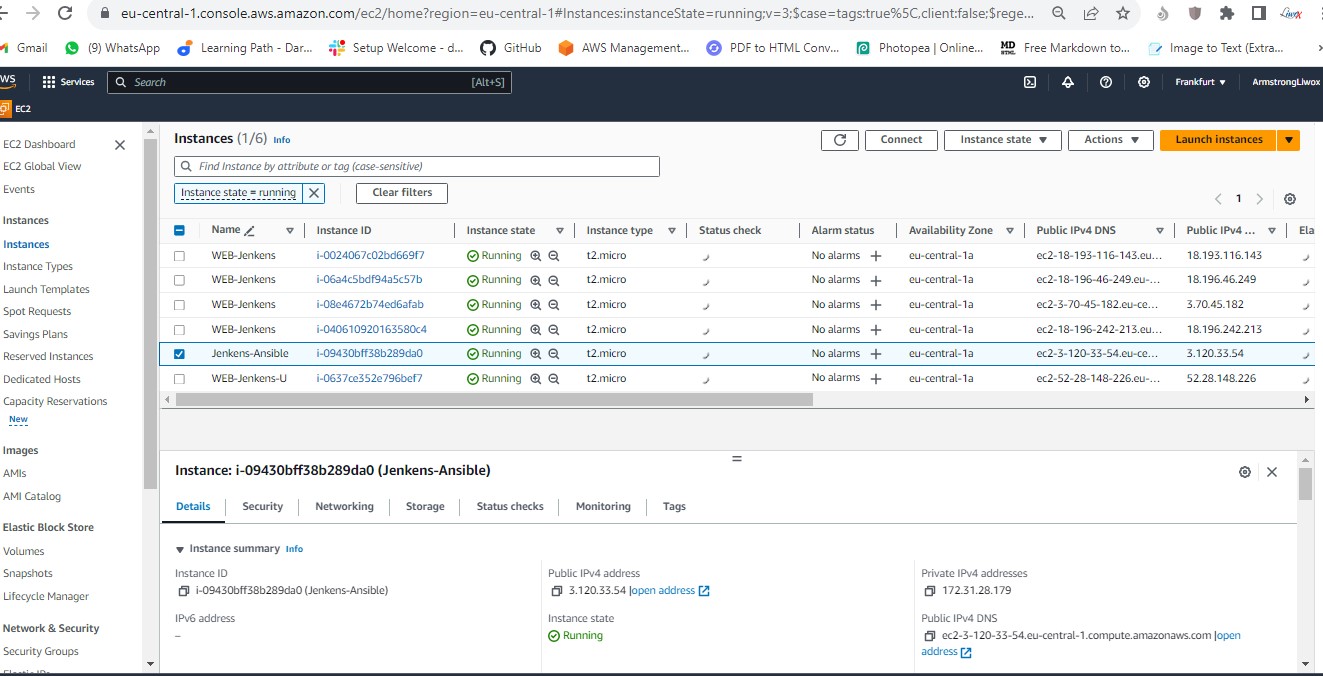 eu-central-1.console.aws.amazon.com/ec2/home?region=eu-central-1#Instances:instanceState=running;v=3;$case=tags:true%5C,client:false;$rege...
Gmail (9) WhatsApp Learning Path - Dar... Setup Welcome - d... GitHub AWS Management... PDF to HTML Conv... Photopea | Online... Free Markdown to... Image to Text (Extra...
Services Search [Alt+S] Frankfurt ArmstrongLiwox
EC2
EC2 Dashboard
EC2 Global View
Events
Instances
Instances
Instance Types
Launch Templates
Spot Requests
Savings Plans
Reserved Instances
Dedicated Hosts
Capacity Reservations
New
Images
AMIs
AMI Catalog
Elastic Block Store
Volumes
Snapshots
Lifecycle Manager
Network & Security
Security Groups
Elastic IPs
Instances (1/6) Info
Connect Instance state Actions Launch instances
Find Instance by attribute or tag (case-sensitive)
Instance state = running Clear filters
1
Name Instance ID Instance state Instance type Status check Alarm status Availability Zone Public IPv4 DNS Public IPv4 ... Ela
WEB-Jenkens i-0024067c02bd669f7 Running t2.micro No alarms eu-central-1a ec2-18-193-116-143.eu... 18.193.116.143
WEB-Jenkens i-06a4c5bdf94a5c57b Running t2.micro No alarms eu-central-1a ec2-18-196-46-249.eu-... 18.196.46.249
WEB-Jenkens i-08e4672b74ed6afab Running t2.micro No alarms eu-central-1a ec2-3-70-45-182.eu-ce... 3.70.45.182
WEB-Jenkens i-040610920163580c4 Running t2.micro No alarms eu-central-1a ec2-18-196-242-213.eu... 18.196.242.213
Jenkens-Ansible i-09430bff38b289da0 Running t2.micro No alarms eu-central-1a ec2-3-120-33-54.eu-ce... 3.120.33.54
WEB-Jenkens-U i-0637ce352e796bef7 Running t2.micro No alarms eu-central-1a ec2-52-28-148-226.eu-... 52.28.148.226
Instance: i-09430bff38b289da0 (Jenkens-Ansible)
Details Security Networking Storage Status checks Monitoring Tags
Instance summary Info
Instance ID
i-09430bff38b289da0 (Jenkens-Ansible)
IPv6 address
–
Public IPv4 address
3.120.33.54 |open address
Instance state
Running
Private IPv4 addresses
172.31.28.179
Public IPv4 DNS
ec2-3-120-33-54.eu-central-1.compute.amazonaws.com |open
address